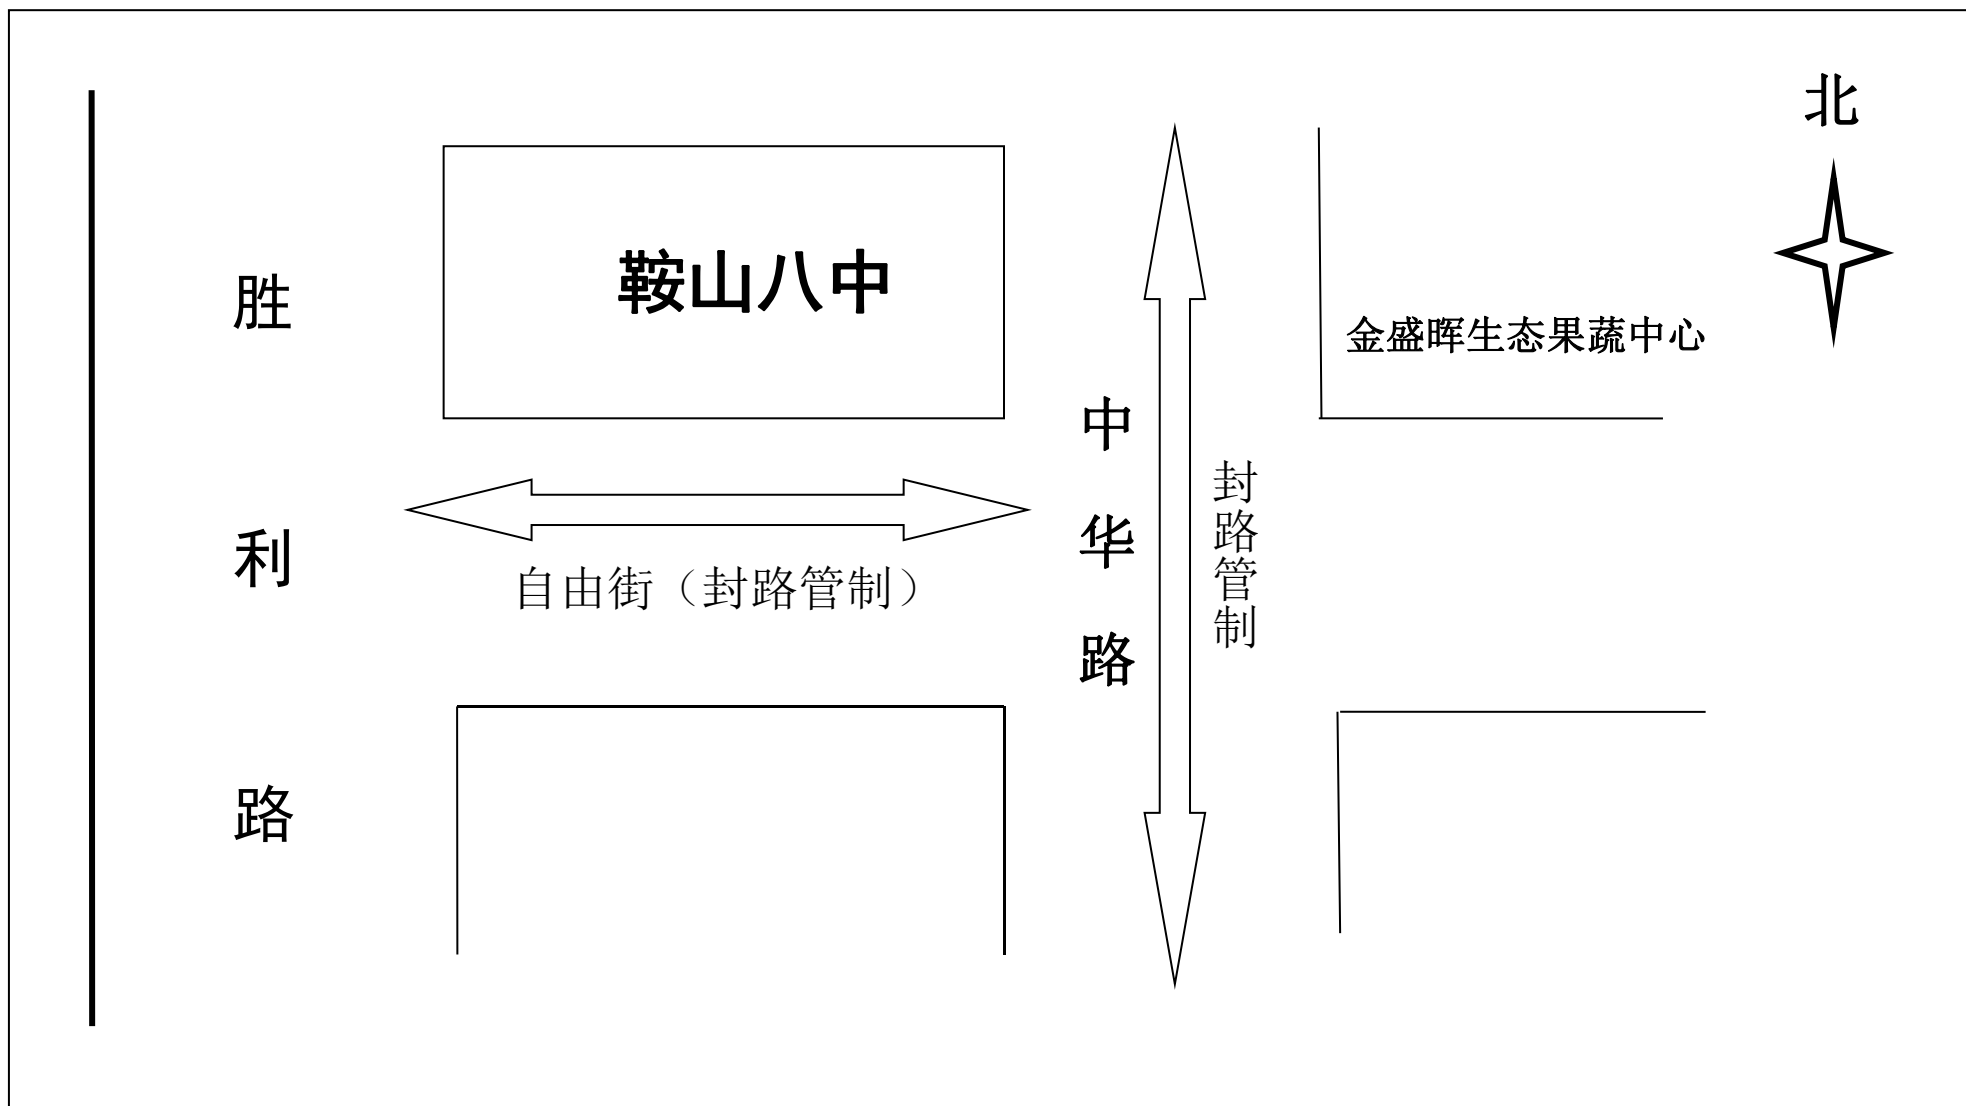 北
鞍山八中
胜利路
金盛晖生态果蔬中心
中华路
封路管制
自由街（封路管制）